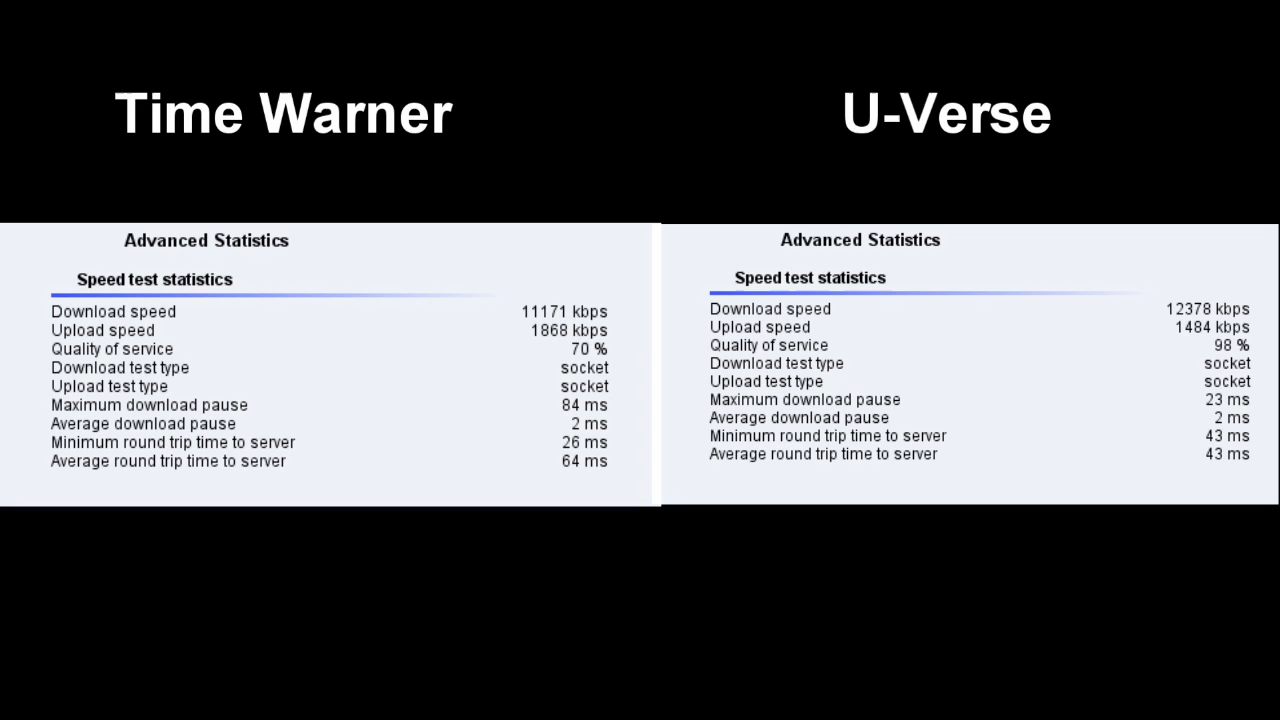 Time Warner
U-Verse
Advanced Statistics
Speed test statistics
Download speed 11171 kbps
Upload speed 1868 kbps
Quality of service 70 %
Download test type socket
Upload test type socket
Maximum download pause 84 ms
Average download pause 2 ms
Minimum round trip time to server 26 ms
Average round trip time to server 64 ms
Advanced Statistics
Speed test statistics
Download speed 12378 kbps
Upload speed 1484 kbps
Quality of service 98 %
Download test type socket
Upload test type socket
Maximum download pause 23 ms
Average download pause 2 ms
Minimum round trip time to server 43 ms
Average round trip time to server 43 ms